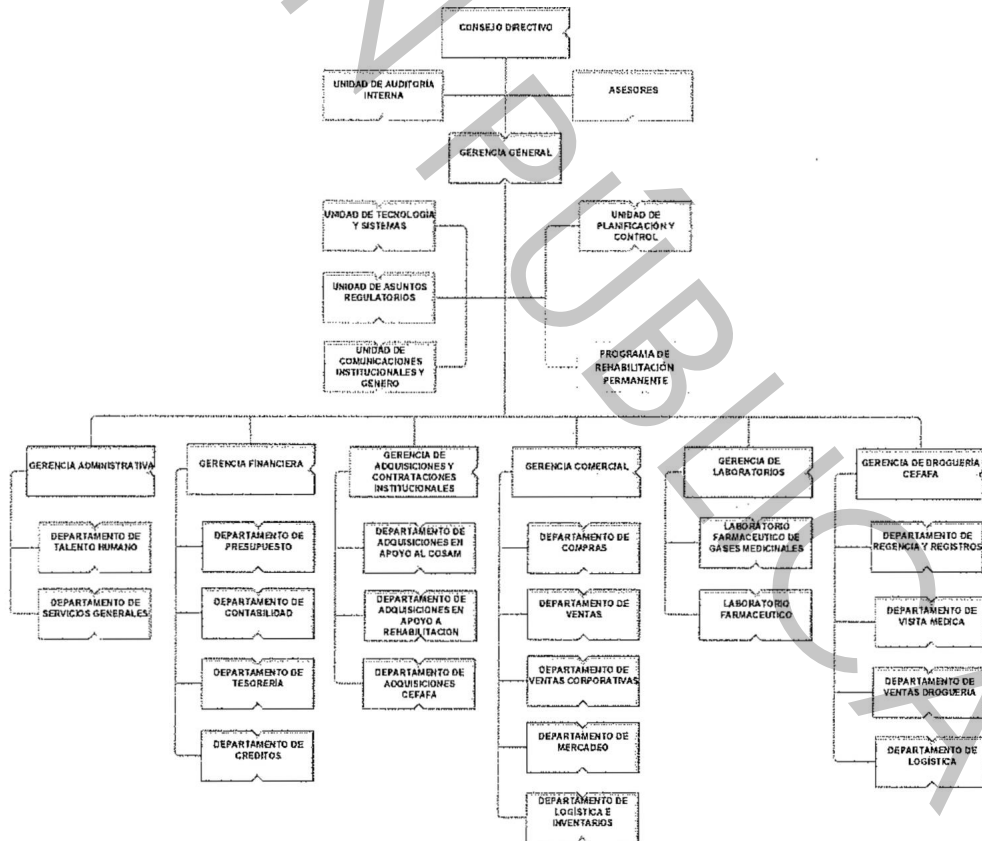 CONSEJO DIRECTIVO
UNIDAD DE AUDITORÍA
INTERNA
ASESORES
GERENCIA GENERAL
UNIDAD DE TECNOLOGÍA
Y SISTEMAS
UNIDAD DE
PLANIFICACIÓN Y
CONTROL
UNIDAD DE ASUNTOS
REGULATORIOS
UNIDAD DE
COMUNICACIONES
INSTITUCIONALES Y
GÉNERO
PROGRAMA DE
REHABILITACIÓN
PERMANENTE
GERENCIA ADMINISTRATIVA
DEPARTAMENTO DE
TALENTO HUMANO
DEPARTAMENTO DE
SERVICIOS GENERALES
GERENCIA FINANCIERA
DEPARTAMENTO DE
PRESUPUESTO
DEPARTAMENTO DE
CONTABILIDAD
DEPARTAMENTO DE
TESORERÍA
DEPARTAMENTO DE
CREDITOS
GERENCIA DE
ADQUISICIONES Y
CONTRATACIONES
INSTITUCIONALES
DEPARTAMENTO DE
ADQUISICIONES EN
APOYO AL COSAM
DEPARTAMENTO DE
ADQUISICIONES EN
APOYO A
REHABILITACION
DEPARTAMENTO DE
ADQUISICIONES
CEFAFA
GERENCIA COMERCIAL
DEPARTAMENTO DE
COMPRAS
DEPARTAMENTO DE
VENTAS
DEPARTAMENTO DE
VENTAS CORPORATIVAS
DEPARTAMENTO DE
MERCADEO
DEPARTAMENTO DE
LOGÍSTICA E
INVENTARIOS
GERENCIA DE
LABORATORIOS
LABORATORIO
FARMACEUTICO DE
GASES MEDICINALES
LABORATORIO
FARMACEUTICO
GERENCIA DE DROGUERÍA
CEFAFA
DEPARTAMENTO DE
REGENCIA Y REGISTROS
DEPARTAMENTO DE
VISITA MEDICA
DEPARTAMENTO DE
VENTAS DROGUERIA
DEPARTAMENTO DE
LOGÍSTICA
N PÚBLICA